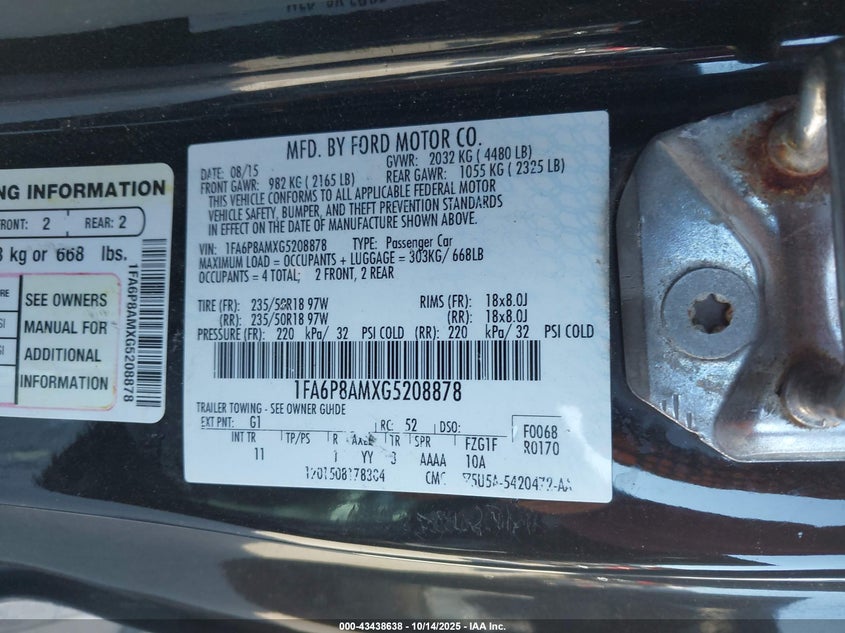 NG INFORMATION
FRONT: 2 REAR: 2
kg or 668 lbs.
SEE OWNERS
MANUAL FOR
ADDITIONAL
INFORMATION
1FA6P8AMXG5208878
MFD. BY FORD MOTOR CO.
DATE: 08/15 GVWR: 2032 KG ( 4480 LB)
FRONT GAWR: 982 KG ( 2165 LB) REAR GAWR: 1055 KG ( 2325 LB)
THIS VEHICLE CONFORMS TO ALL APPLICABLE FEDERAL MOTOR
VEHICLE SAFETY, BUMPER, AND THEFT PREVENTION STANDARDS
IN EFFECT ON THE DATE OF MANUFACTURE SHOWN ABOVE.
VIN: 1FA6P8AMXG5208878 TYPE: Passenger Car
MAXIMUM LOAD = OCCUPANTS + LUGGAGE = 303KG/ 668LB
OCCUPANTS = 4 TOTAL; 2 FRONT, 2 REAR
TIRE (FR): 235/50R18 97W RIMS (FR): 18x8.0J
(RR): 235/50R18 97W (RR): 18x8.0J
PRESSURE (FR): 220 kPa/ 32 PSI COLD (RR): 220 kPa/ 32 PSI COLD
1FA6P8AMXG5208878
TRAILER TOWING - SEE OWNER GUIDE
EXT PNT: G1 RC: 52 DSO:
F0068
R0170
INT TR TP/PS R AXLE TR SPR FZG1F
11 YY 3 AAAA 10A
000-43438638 - 10/14/2025 - IAA Inc.